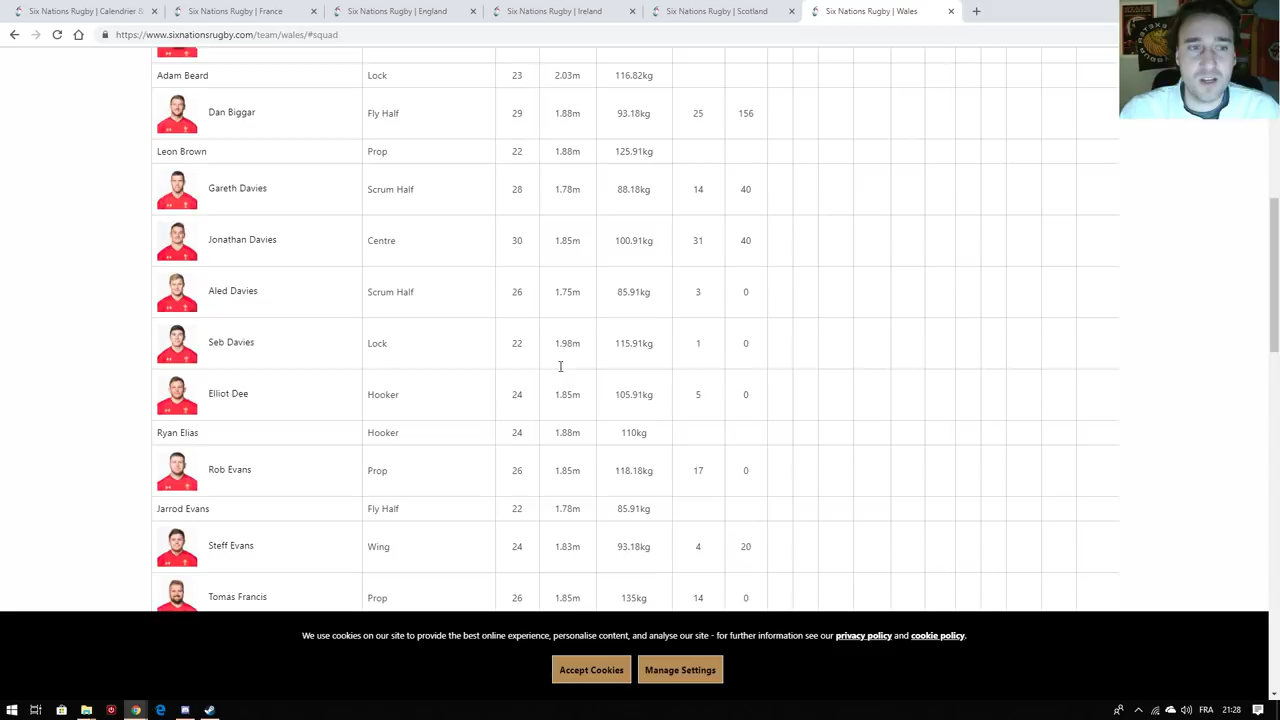 Six Nations Rugby | Calendrier &
Six Nations Rugby | France
Six Nations Rugby | England
Six Nations Rugby | Ireland
Six Nations Rugby | Scotland
Six Nations Rugby | Wales
https://www.sixnationsrugby.com/team/wales/#squad
Adam Beard Lock 23 2.03m 116.82kg
Dan Biggar Fly Half 29 1.88m 93.18kg 25 156
Leon Brown Prop 22 1.88m 125.91kg
Gareth Davies Scrum Half 28 1.78m 88.18kg 14 40
Jonathan Davies Centre 30 1.85m 100.91kg 31 40
Aled Davies Scrum Half 26 1.75m 85.91kg 3 0
Seb Davies Lock 22 1.98m 115.91kg 1 0
Elliot Dee Hooker 24 1.85m 105.91kg 5 0
Ryan Elias Hooker 24 1.88m 110kg
Rob Evans Prop 26 1.85m 118.18kg 17 0
Jarrod Evans Fly Half 22 1.78m 85.91kg
Steff Evans Wing 24 1.83m 93.18kg 4 20
Tomas Francis Prop 26 1.85m 135kg 14 0
We use cookies on our site to provide the best online experience, personalise content, and analyse our site - for further information see our privacy policy and cookie policy.
Accept Cookies Manage Settings
FRA 21:28